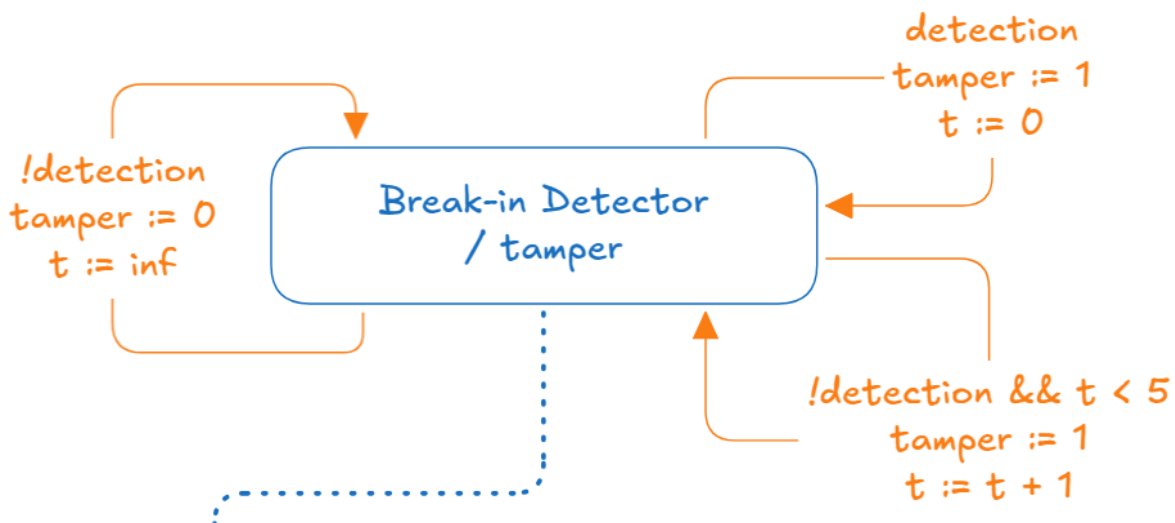 detection
tamper := 1
t := 0
!detection
tamper := 0
t := inf
Break-in Detector
/ tamper
!detection && t < 5
tamper := 1
t := t + 1